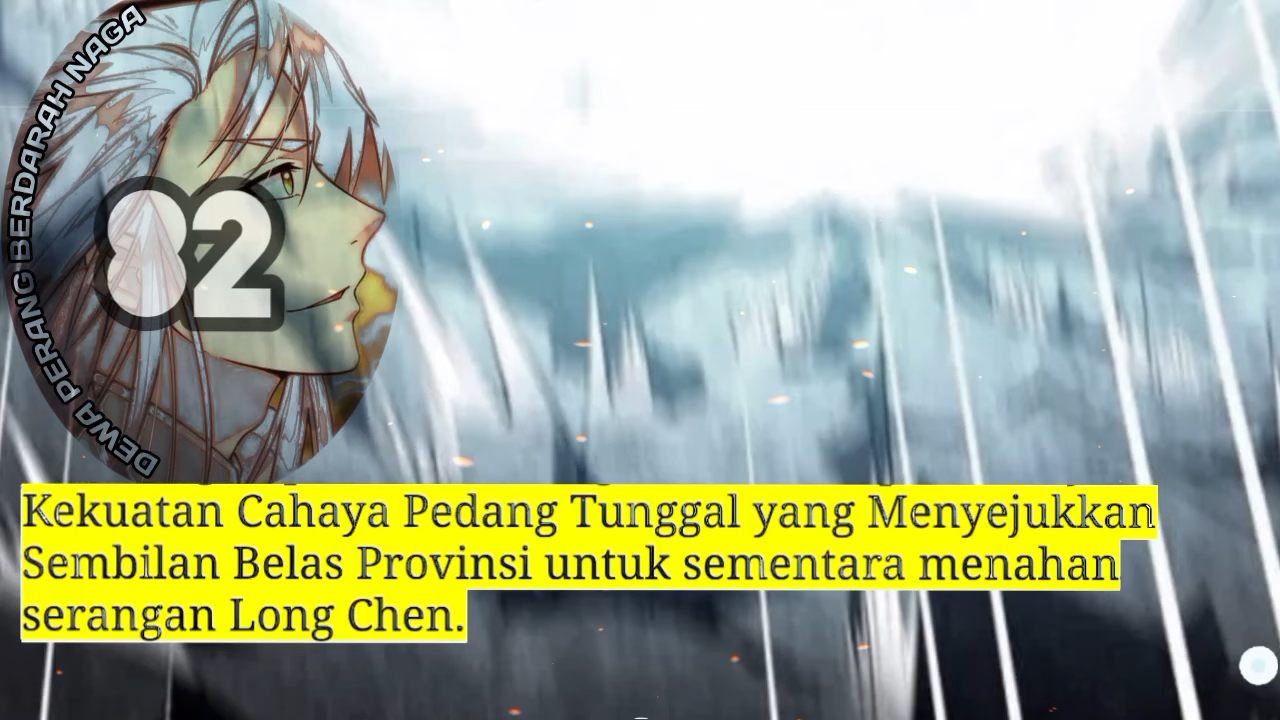 DEWA PERANG BERDARAH NAGA
82
Kekuatan Cahaya Pedang Tunggal yang Menyejukkan
Sembilan Belas Provinsi untuk sementara menahan
serangan Long Chen.